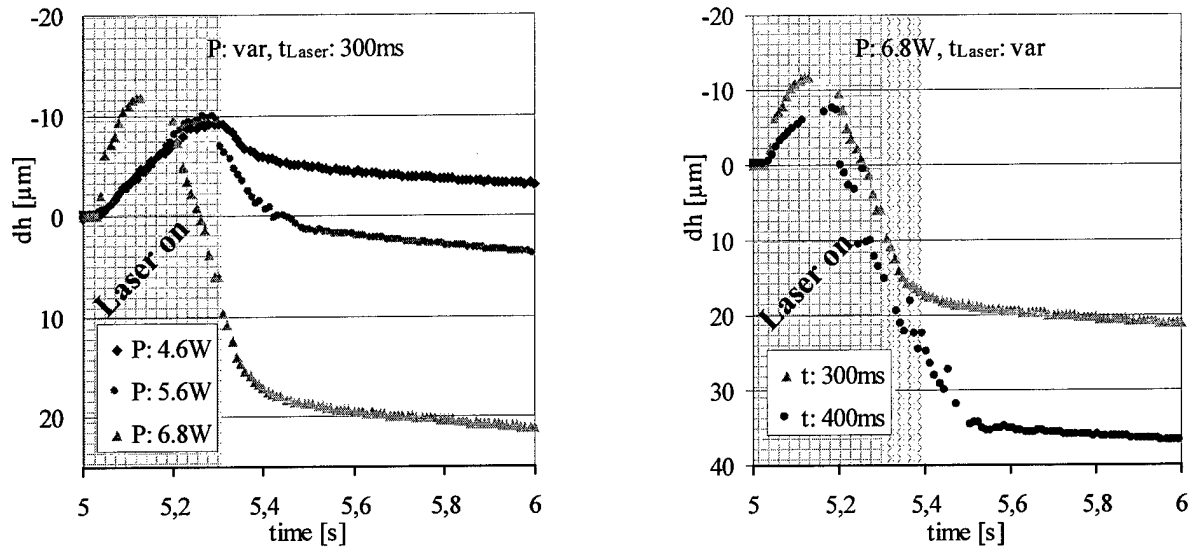 -20
-10
0
10
20
dh [µm]
P: var, tLaser: 300ms
Laser on
P: 4.6W
P: 5.6W
P: 6.8W
5
5,2
5,4
5,6
5,8
6
time [s]
-20
-10
0
10
20
30
40
dh [µm]
P: 6.8W, tLaser: var
Laser on
t: 300ms
t: 400ms
5
5,2
5,4
5,6
5,8
6
time [s]